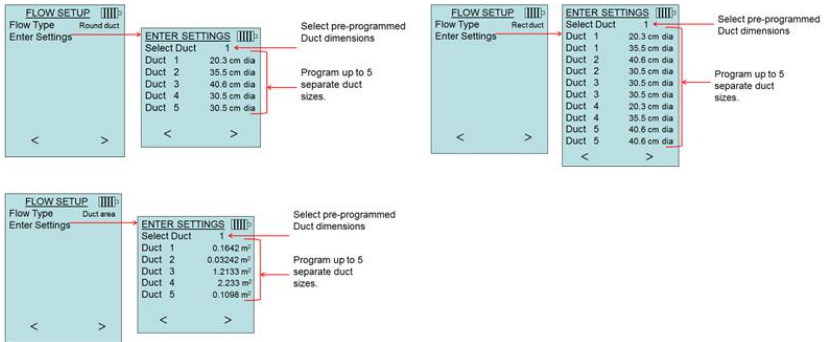 FLOW SETUP
Flow Type Round duct
Enter Settings
ENTER SETTINGS
Select Duct 1
Duct 1 20.3 cm dia
Duct 2 35.5 cm dia
Duct 3 40.6 cm dia
Duct 4 30.5 cm dia
Duct 5 30.5 cm dia
< >
< >
Select pre-programmed
Duct dimensions
Program up to 5
separate duct
sizes.
FLOW SETUP
Flow Type Rect duct
Enter Settings
ENTER SETTINGS
Select Duct 1
Duct 1 20.3 cm dia
Duct 1 35.5 cm dia
Duct 2 40.6 cm dia
Duct 2 30.5 cm dia
Duct 3 30.5 cm dia
Duct 3 30.5 cm dia
Duct 4 20.3 cm dia
Duct 4 35.5 cm dia
Duct 5 40.6 cm dia
Duct 5 40.6 cm dia
< >
< >
Select pre-programmed
Duct dimensions
Program up to 5
separate duct
sizes.
FLOW SETUP
Flow Type Duct area
Enter Settings
ENTER SETTINGS
Select Duct 1
Duct 1 0.1642 m²
Duct 2 0.03242 m²
Duct 3 1.2133 m²
Duct 4 2.233 m²
Duct 5 0.1098 m²
< >
< >
Select pre-programmed
Duct dimensions
Program up to 5
separate duct
sizes.